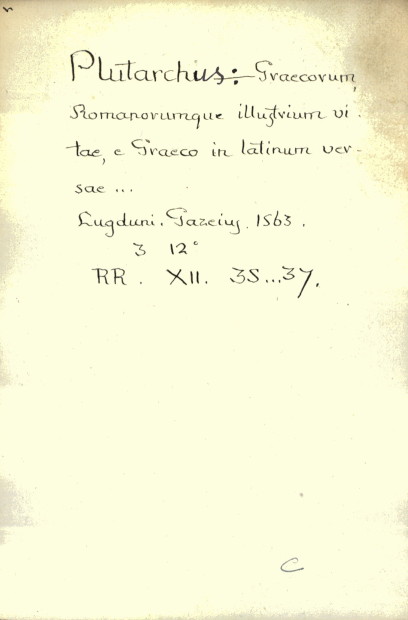 Plutarchus: Graecorum,
Romanorumque illustrium vi-
tae, e Graeco in latinum ver-
sae ...
Lugduni. Gazeius. 1563.
3 12°
RR. XII. 35...37.
C